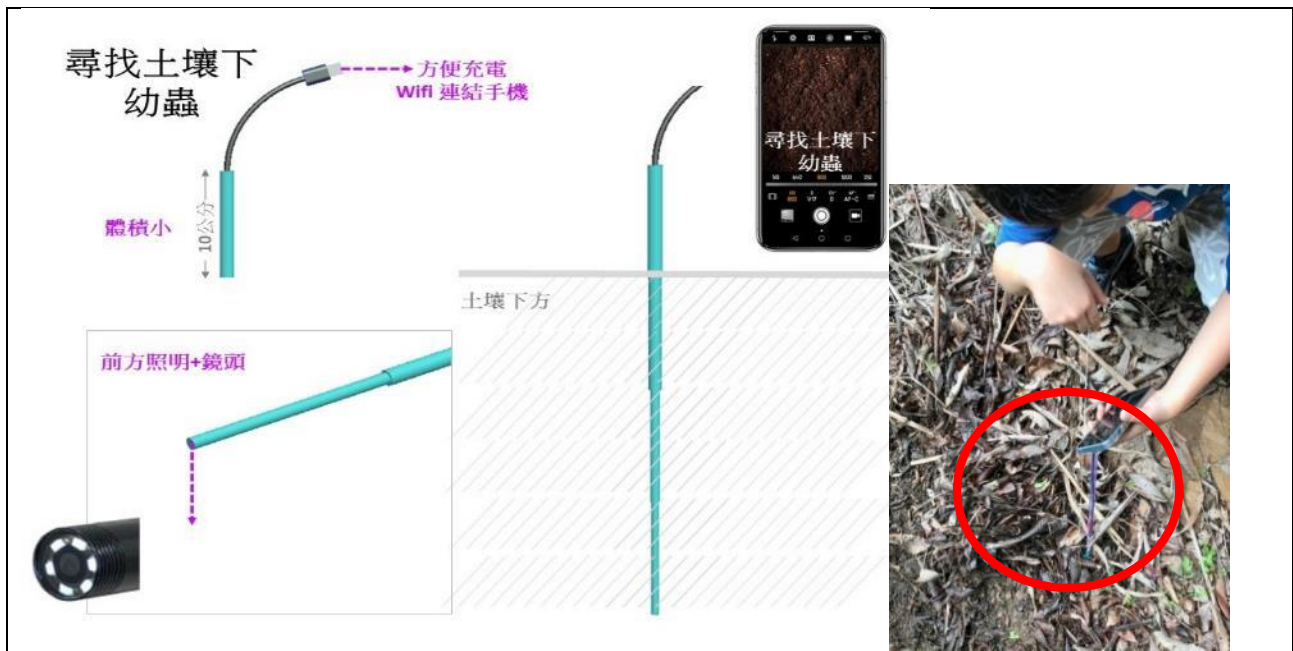 尋找土壤下
幼蟲
方便充電
Wifi 連結手機
體積小
10公分
前方照明+鏡頭
土壤下方
尋找土壤下
幼蟲